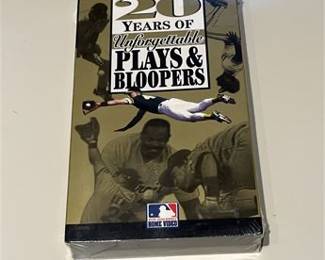 20
YEARS OF
Unforgettable
PLAYS &
BLOOPERS
HOME VIDEO